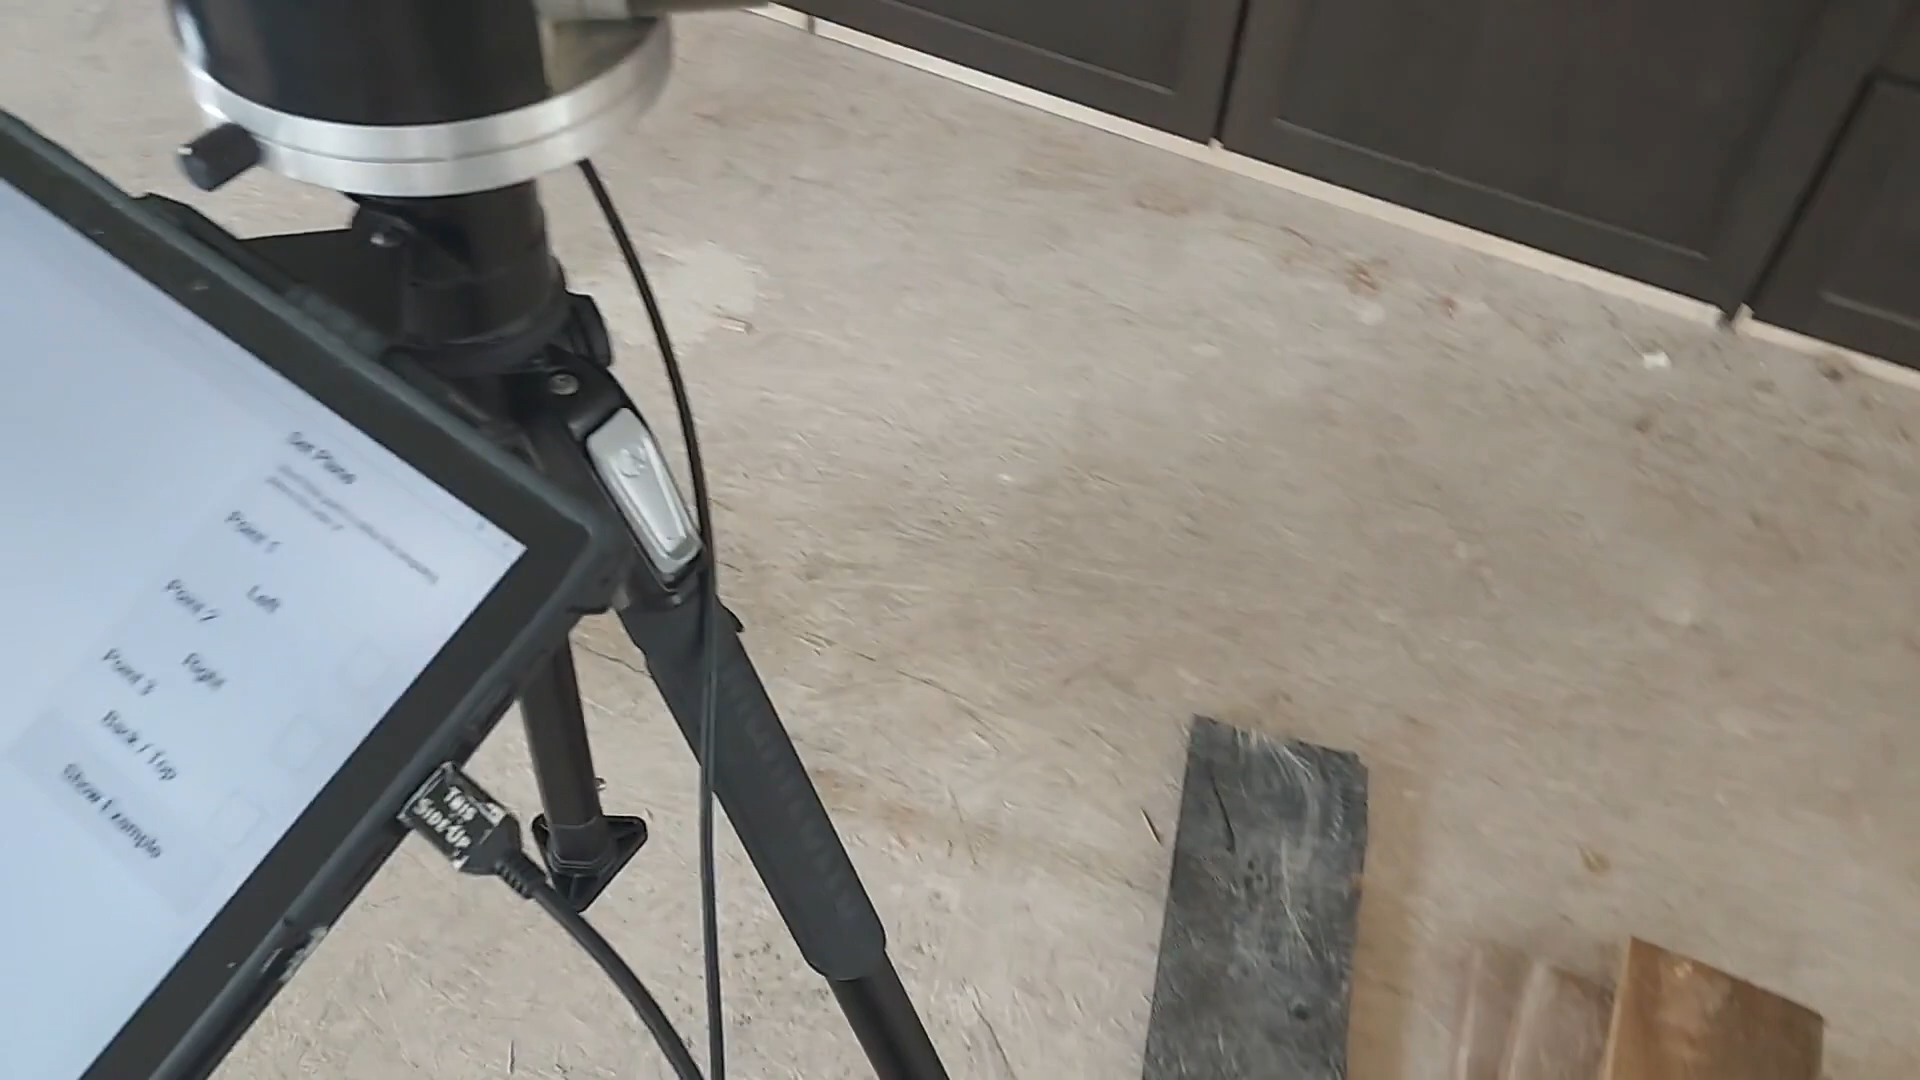 Set Plane
Point 1
Left
Point 2
Right
Point 3
Back / Top
Show Example
THIS
SIDE UP